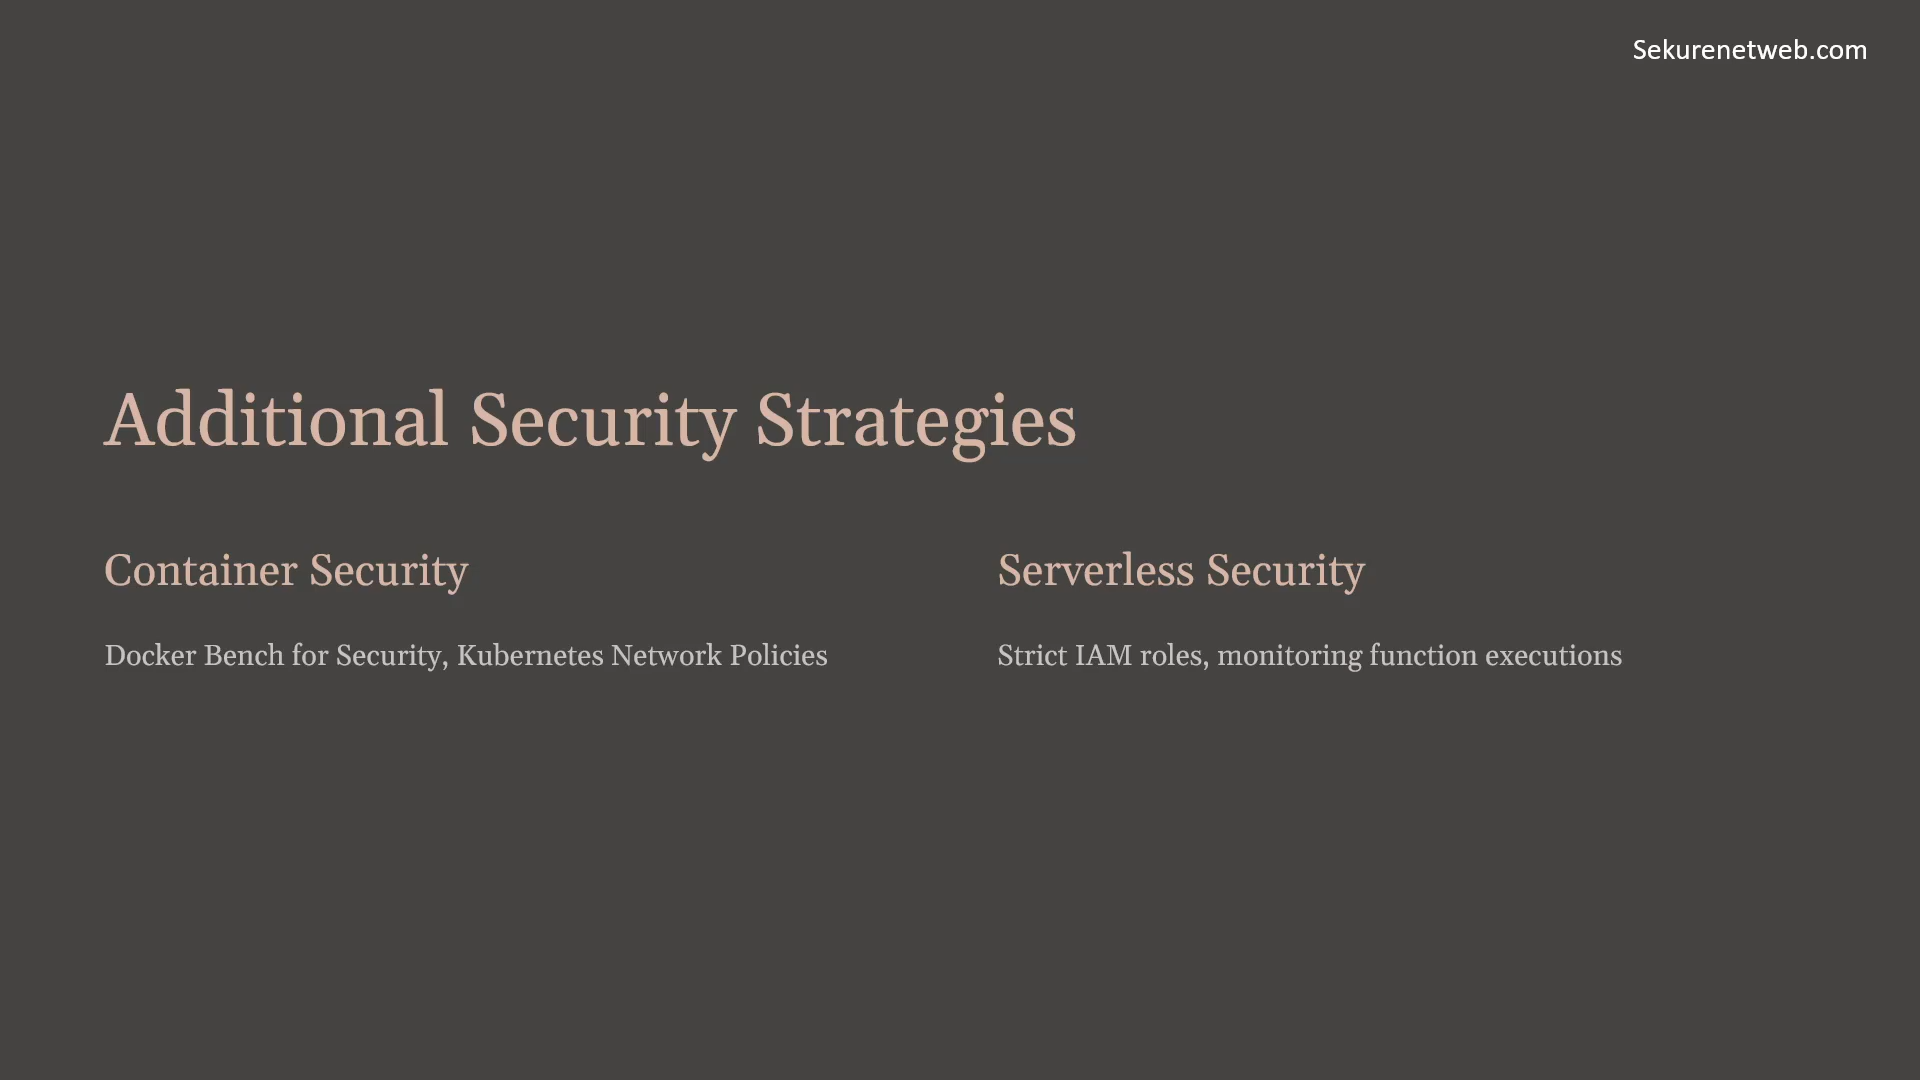 Sekurenetweb.com
Additional Security Strategies
Container Security
Docker Bench for Security, Kubernetes Network Policies
Serverless Security
Strict IAM roles, monitoring function executions